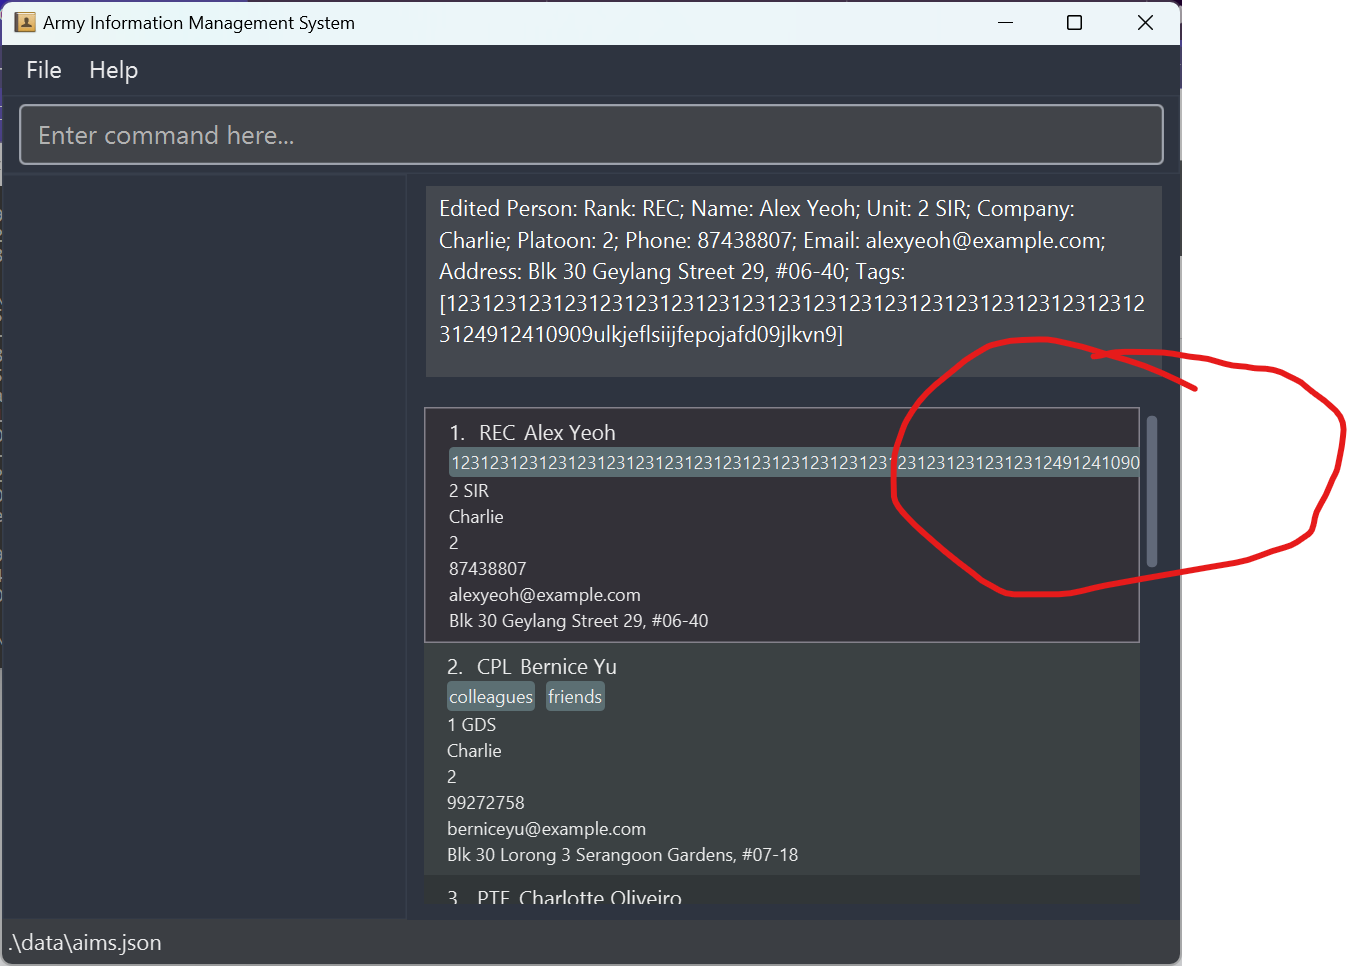 Army Information Management System
File Help
Enter command here...
Edited Person: Rank: REC; Name: Alex Yeoh; Unit: 2 SIR; Company:
Charlie; Platoon: 2; Phone: 87438807; Email: alexyeoh@example.com;
Address: Blk 30 Geylang Street 29, #06-40; Tags:
[123123123123123123123123123123123123123123123123123123123123
3124912410909ulkjeflsiijfepojafd09jlkvn9]
1. REC Alex Yeoh
2 SIR
Charlie
2
87438807
alexyeoh@example.com
Blk 30 Geylang Street 29, #06-40
2. CPL Bernice Yu
colleagues friends
1 GDS
Charlie
2
99272758
berniceyu@example.com
Blk 30 Lorong 3 Serangoon Gardens, #07-18
3. PTE Charlotte Oliveiro
.\data\aims.json